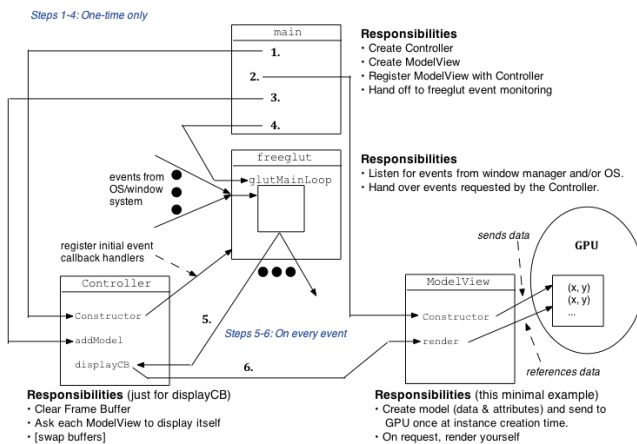 Steps 1-4: One-time only
main
1.
2.
3.
4.
Responsibilities
• Create Controller
• Create ModelView
• Register ModelView with Controller
• Hand off to freeglut event monitoring
freeglut
glutMainLoop
events from
OS/window
system
Responsibilities
• Listen for events from window manager and/or OS.
• Hand over events requested by the Controller.
register initial event
callback handlers
sends data
GPU
(x, y)
(x, y)
...
Controller
Constructor
addModel
displayCB
5.
Steps 5-6: On every event
6.
ModelView
Constructor
render
references data
Responsibilities (just for displayCB)
• Clear Frame Buffer
• Ask each ModelView to display itself
• [swap buffers]
Responsibilities (this minimal example)
• Create model (data & attributes) and send to
GPU once at instance creation time.
• On request, render yourself